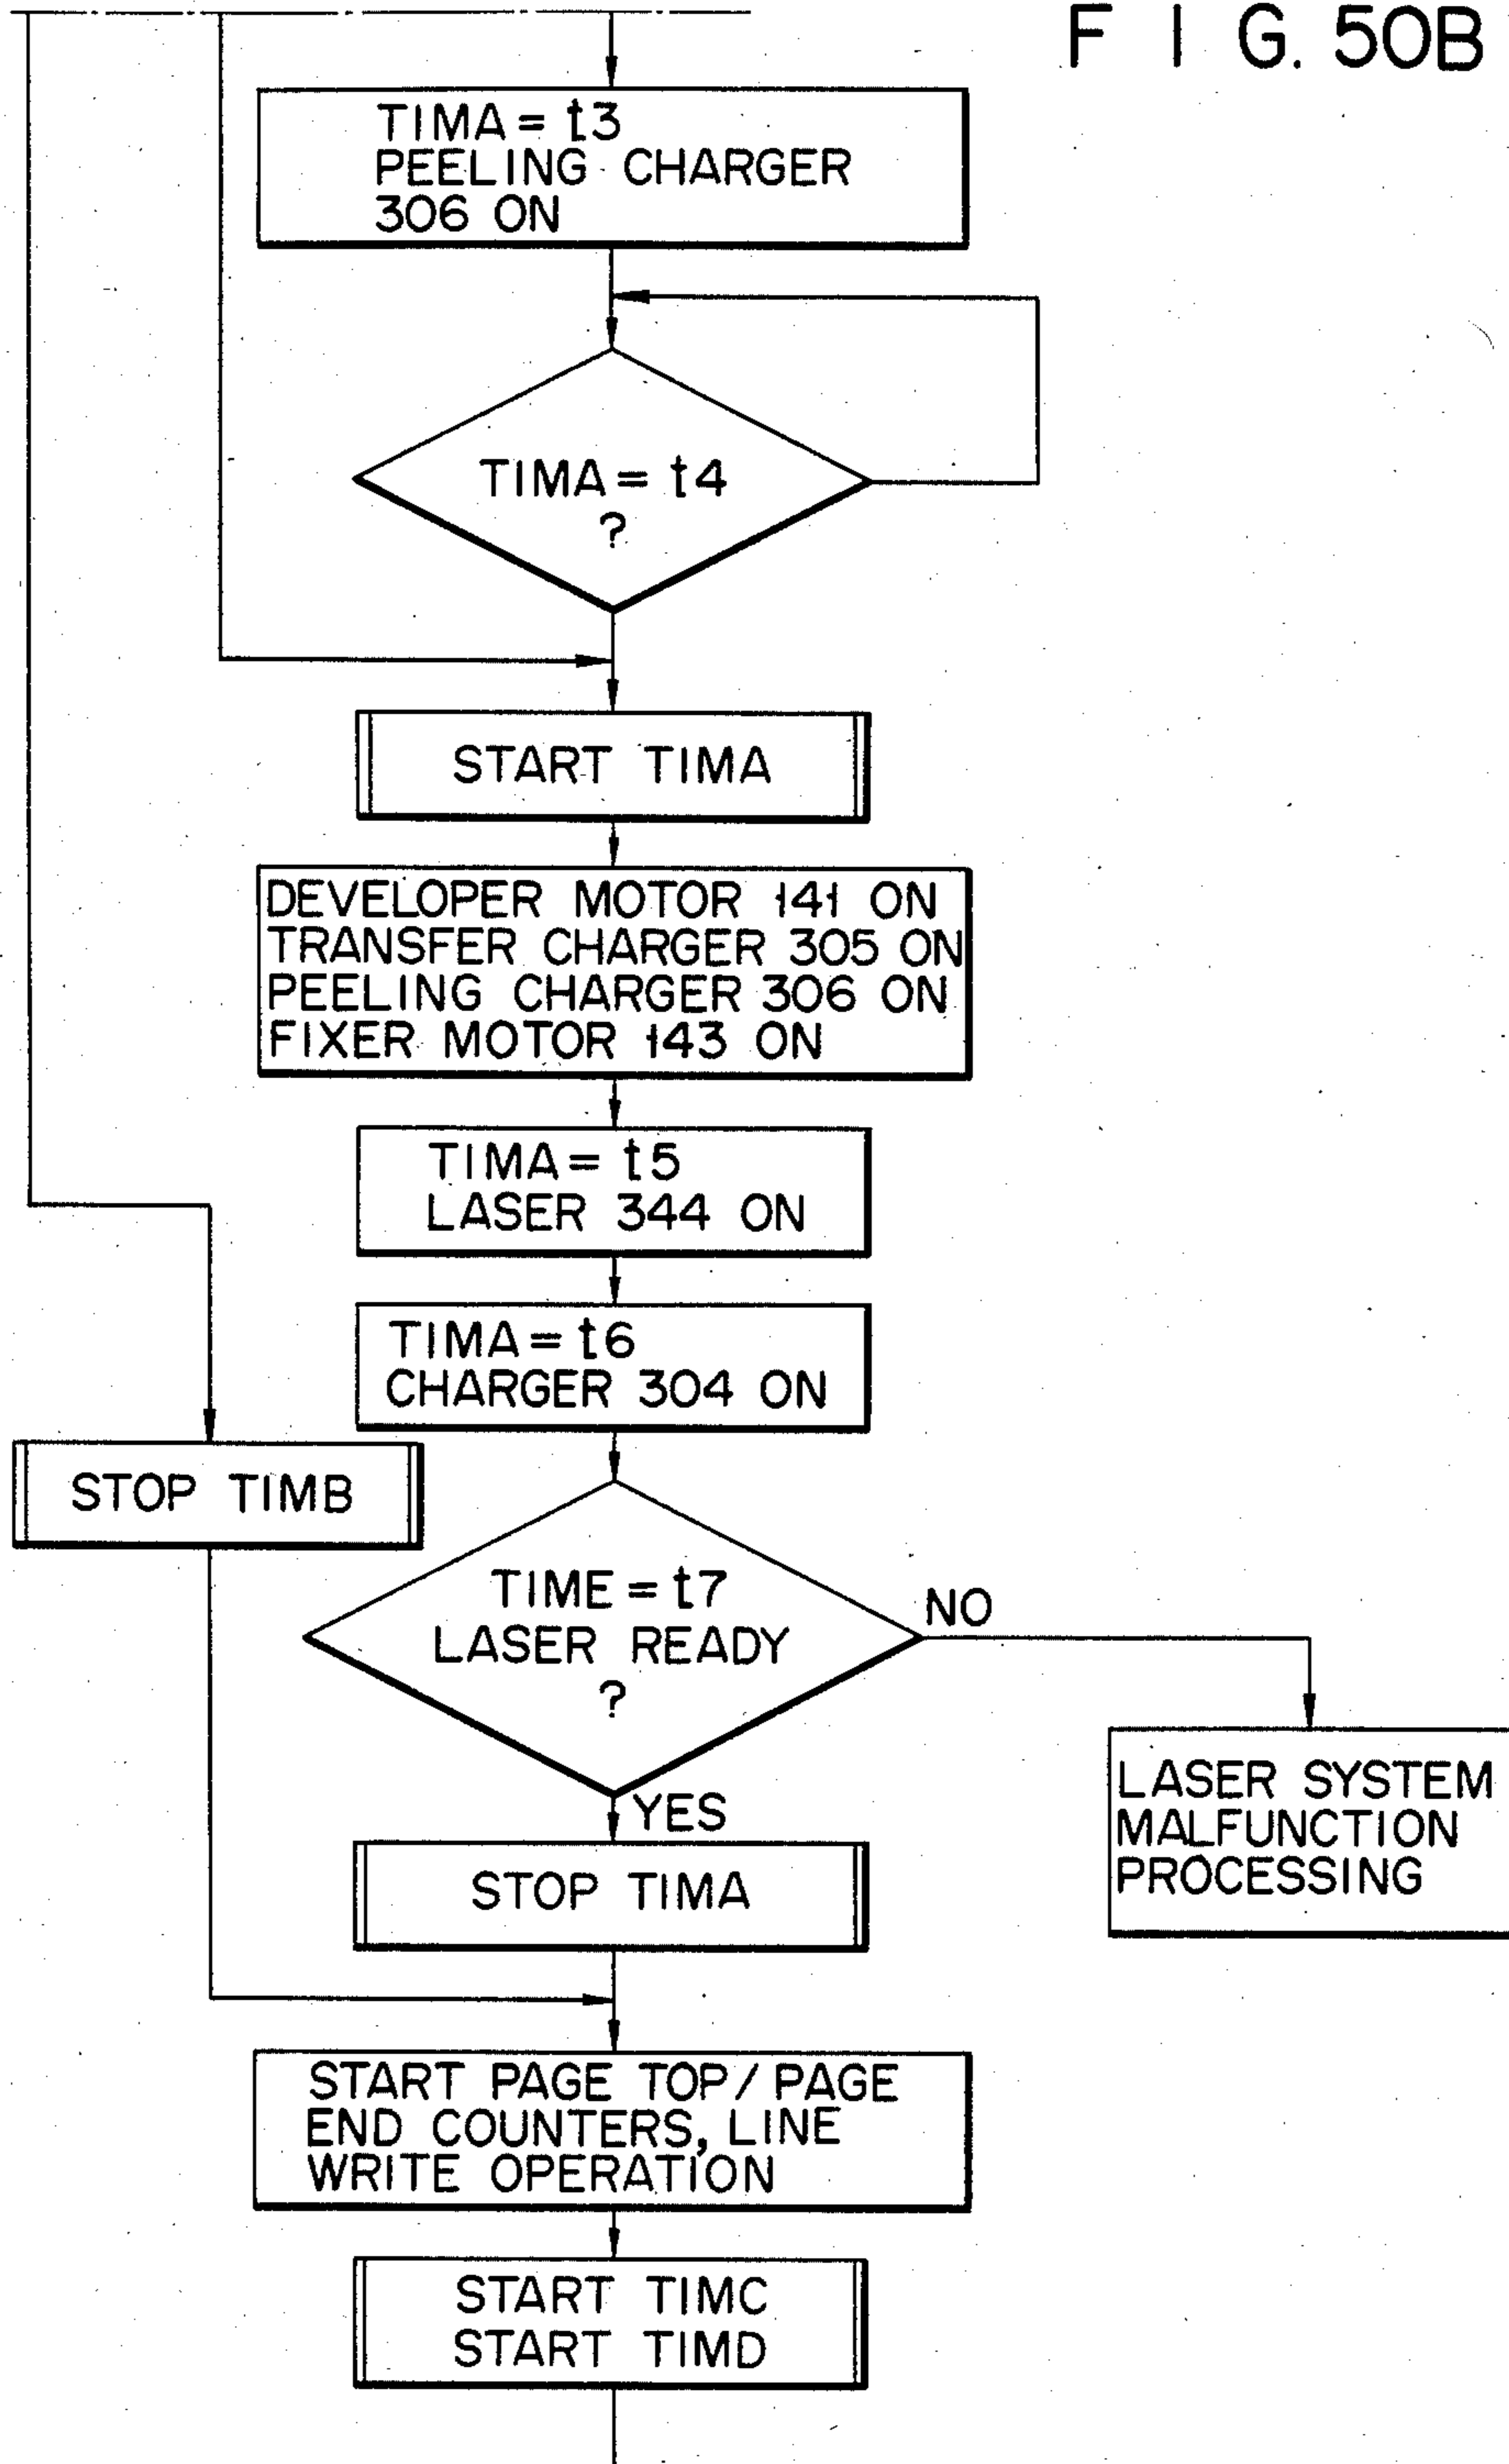 F I G. 50B
TIMA = t3
PEELING CHARGER
306 ON
TIMA = t4
?
START TIMA
DEVELOPER MOTOR 141 ON
TRANSFER CHARGER 305 ON
PEELING CHARGER 306 ON
FIXER MOTOR 143 ON
TIMA = t5
LASER 344 ON
TIMA = t6
CHARGER 304 ON
STOP TIMB
TIME = t7
LASER READY
?
NO
YES
LASER SYSTEM
MALFUNCTION
PROCESSING
STOP TIMA
START PAGE TOP / PAGE
END COUNTERS, LINE
WRITE OPERATION
START TIMC
START TIMD